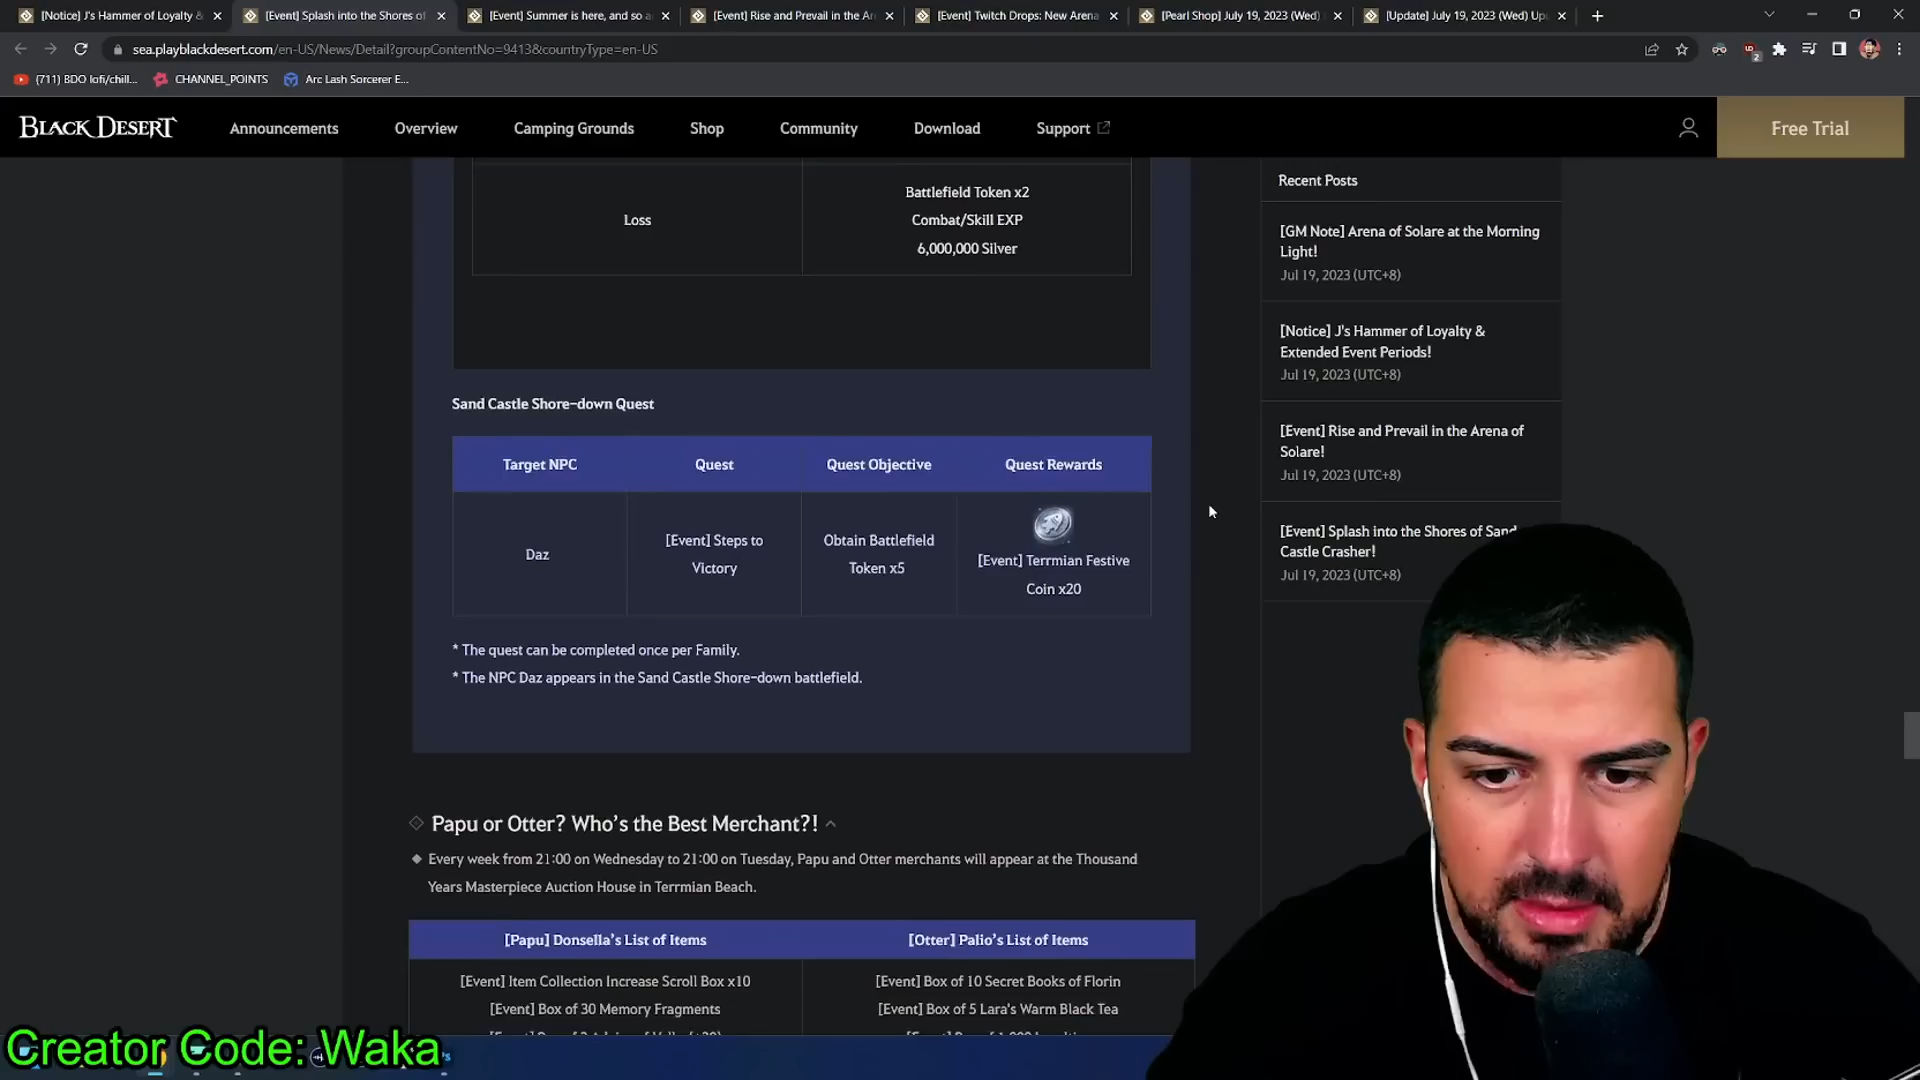 [Notice] J's Hammer of Loyalty &
[Event] Splash into the Shores of
[Event] Summer is here, and so a
[Event] Rise and Prevail in the Are
[Event] Twitch Drops: New Arena
[Pearl Shop] July 19, 2023 (Wed)
[Update] July 19, 2023 (Wed) Up
sea.playblackdesert.com/en-US/News/Detail?groupContentNo=9413&countryType=en-US
(711) BDO lofi/chill...
CHANNEL_POINTS
Arc Lash Sorcerer E...
BLACK DESERT
Announcements
Overview
Camping Grounds
Shop
Community
Download
Support
Free Trial
Loss
Battlefield Token x2
Combat/Skill EXP
6,000,000 Silver
Sand Castle Shore-down Quest
Target NPC
Quest
Quest Objective
Quest Rewards
Daz
[Event] Steps to
Victory
Obtain Battlefield
Token x5
[Event] Terrmian Festive
Coin x20
* The quest can be completed once per Family.
* The NPC Daz appears in the Sand Castle Shore-down battlefield.
Papu or Otter? Who's the Best Merchant?!
Every week from 21:00 on Wednesday to 21:00 on Tuesday, Papu and Otter merchants will appear at the Thousand
Years Masterpiece Auction House in Terrmian Beach.
[Papu] Donsella's List of Items
[Otter] Palio's List of Items
[Event] Item Collection Increase Scroll Box x10
[Event] Box of 10 Secret Books of Florin
[Event] Box of 30 Memory Fragments
[Event] Box of 5 Lara's Warm Black Tea
Recent Posts
[GM Note] Arena of Solare at the Morning
Light!
Jul 19, 2023 (UTC+8)
[Notice] J's Hammer of Loyalty &
Extended Event Periods!
Jul 19, 2023 (UTC+8)
[Event] Rise and Prevail in the Arena of
Solare!
Jul 19, 2023 (UTC+8)
[Event] Splash into the Shores of Sand
Castle Crasher!
Jul 19, 2023 (UTC+8)
Creator Code: Waka